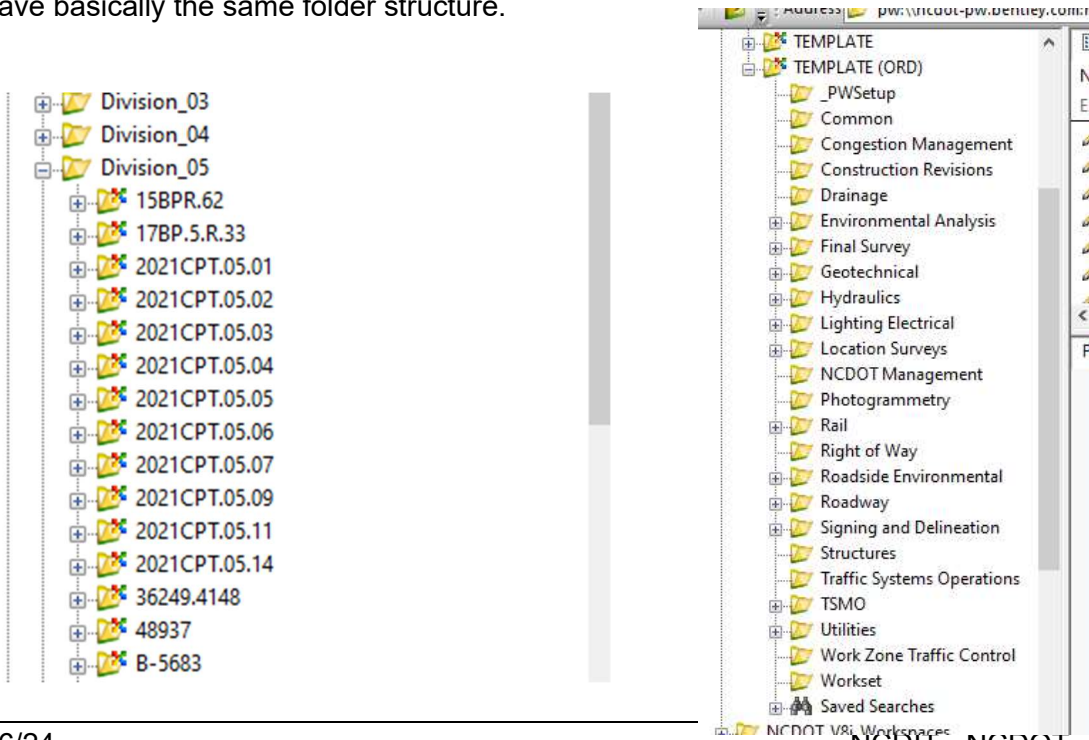 ave basically the same folder structure.
Division_03
Division_04
Division_05
15BPR.62
17BP.5.R.33
2021CPT.05.01
2021CPT.05.02
2021CPT.05.03
2021CPT.05.04
2021CPT.05.05
2021CPT.05.06
2021CPT.05.07
2021CPT.05.09
2021CPT.05.11
2021CPT.05.14
36249.4148
48937
B-5683
Address pw:\\ncdot-pw.bentley.com:n
TEMPLATE
TEMPLATE (ORD)
_PWSetup
Common
Congestion Management
Construction Revisions
Drainage
Environmental Analysis
Final Survey
Geotechnical
Hydraulics
Lighting Electrical
Location Surveys
NCDOT Management
Photogrammetry
Rail
Right of Way
Roadside Environmental
Roadway
Signing and Delineation
Structures
Traffic Systems Operations
TSMO
Utilities
Work Zone Traffic Control
Workset
Saved Searches
NCDOT V8i Workspaces
6/24